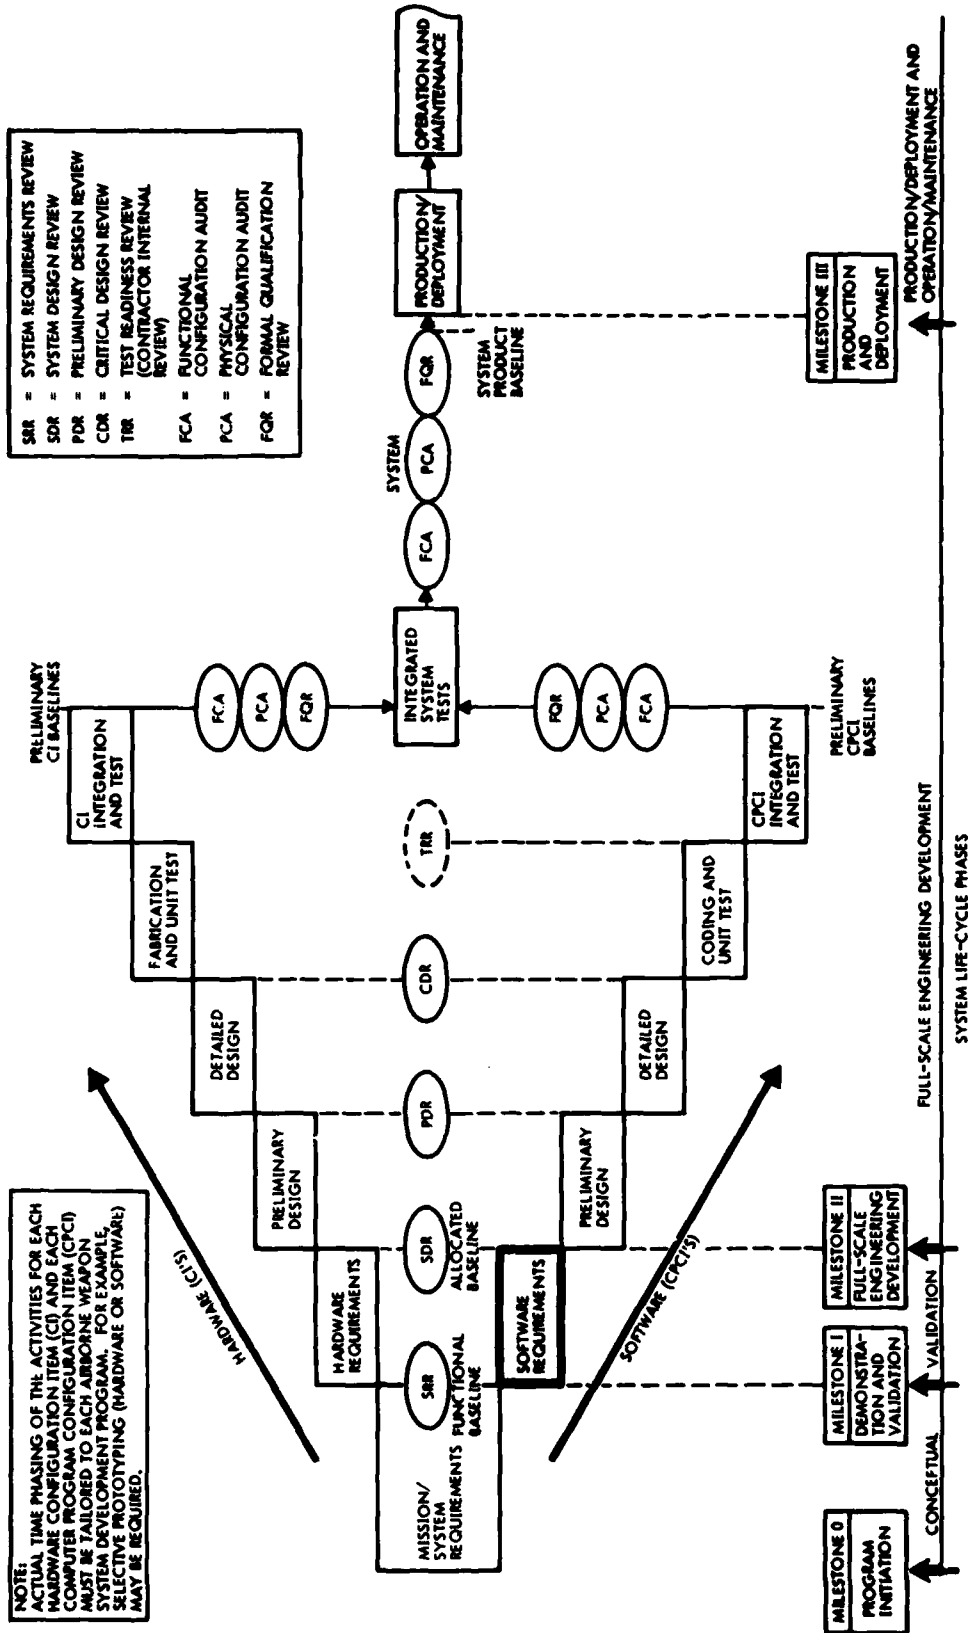 NOTE:
ACTUAL TIME PHASING OF THE ACTIVITIES FOR EACH
HARDWARE CONFIGURATION ITEM (CI) AND EACH
COMPUTER PROGRAM CONFIGURATION ITEM (CPCI)
MUST BE TAILORED TO EACH AIRBORNE WEAPON
SYSTEM DEVELOPMENT PROGRAM. FOR EXAMPLE,
SELECTIVE PROTOTYPING (HARDWARE OR SOFTWARE)
MAY BE REQUIRED.
SRR = SYSTEM REQUIREMENTS REVIEW
SDR = SYSTEM DESIGN REVIEW
PDR = PRELIMINARY DESIGN REVIEW
CDR = CRITICAL DESIGN REVIEW
TRR = TEST READINESS REVIEW
(CONTRACTOR INTERNAL
REVIEW)
FCA = FUNCTIONAL
CONFIGURATION AUDIT
PCA = PHYSICAL
CONFIGURATION AUDIT
FQR = FORMAL QUALIFICATION
REVIEW
HARDWARE (CI'S)
PRELIMINARY
CI BASELINES
CI
INTEGRATION
AND TEST
FABRICATION
AND UNIT TEST
DETAILED
DESIGN
PRELIMINARY
DESIGN
HARDWARE
REQUIREMENTS
FCA
PCA
FQR
MISSION/
SYSTEM
REQUIREMENTS
SRR
FUNCTIONAL
BASELINE
SDR
ALLOCATED
BASELINE
PDR
CDR
TRR
INTEGRATED
SYSTEM
TESTS
SYSTEM
FCA
PCA
FQR
SYSTEM
PRODUCT
BASELINE
PRODUCTION/
DEPLOYMENT
OPERATION AND
MAINTENANCE
SOFTWARE
REQUIREMENTS
PRELIMINARY
DESIGN
DETAILED
DESIGN
CODING AND
UNIT TEST
CPCI
INTEGRATION
AND TEST
FQR
PCA
FCA
PRELIMINARY
CPCI
BASELINES
SOFTWARE (CPCI'S)
MILESTONE 0
PROGRAM
INITIATION
MILESTONE I
DEMONSTRA-
TION AND
VALIDATION
MILESTONE II
FULL-SCALE
ENGINEERING
DEVELOPMENT
MILESTONE III
PRODUCTION
AND
DEPLOYMENT
CONCEPTUAL
VALIDATION
FULL-SCALE ENGINEERING DEVELOPMENT
PRODUCTION/DEPLOYMENT AND
OPERATION/MAINTENANCE
SYSTEM LIFE-CYCLE PHASES